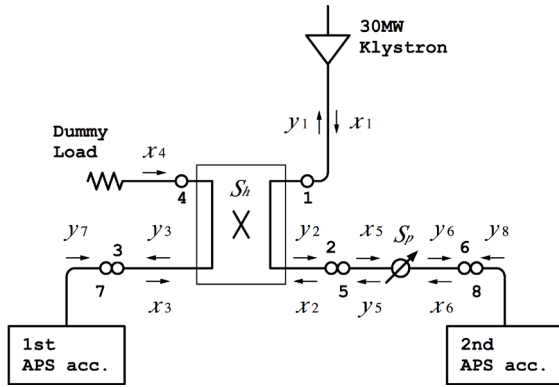 30MW
Klystron
y1
x1
Dummy
Load
x4
4
Sh
1
y7
3
y3
y2
2
x5
Sp
y6
6
y8
7
x3
x2
5
y5
x6
8
1st
APS acc.
2nd
APS acc.